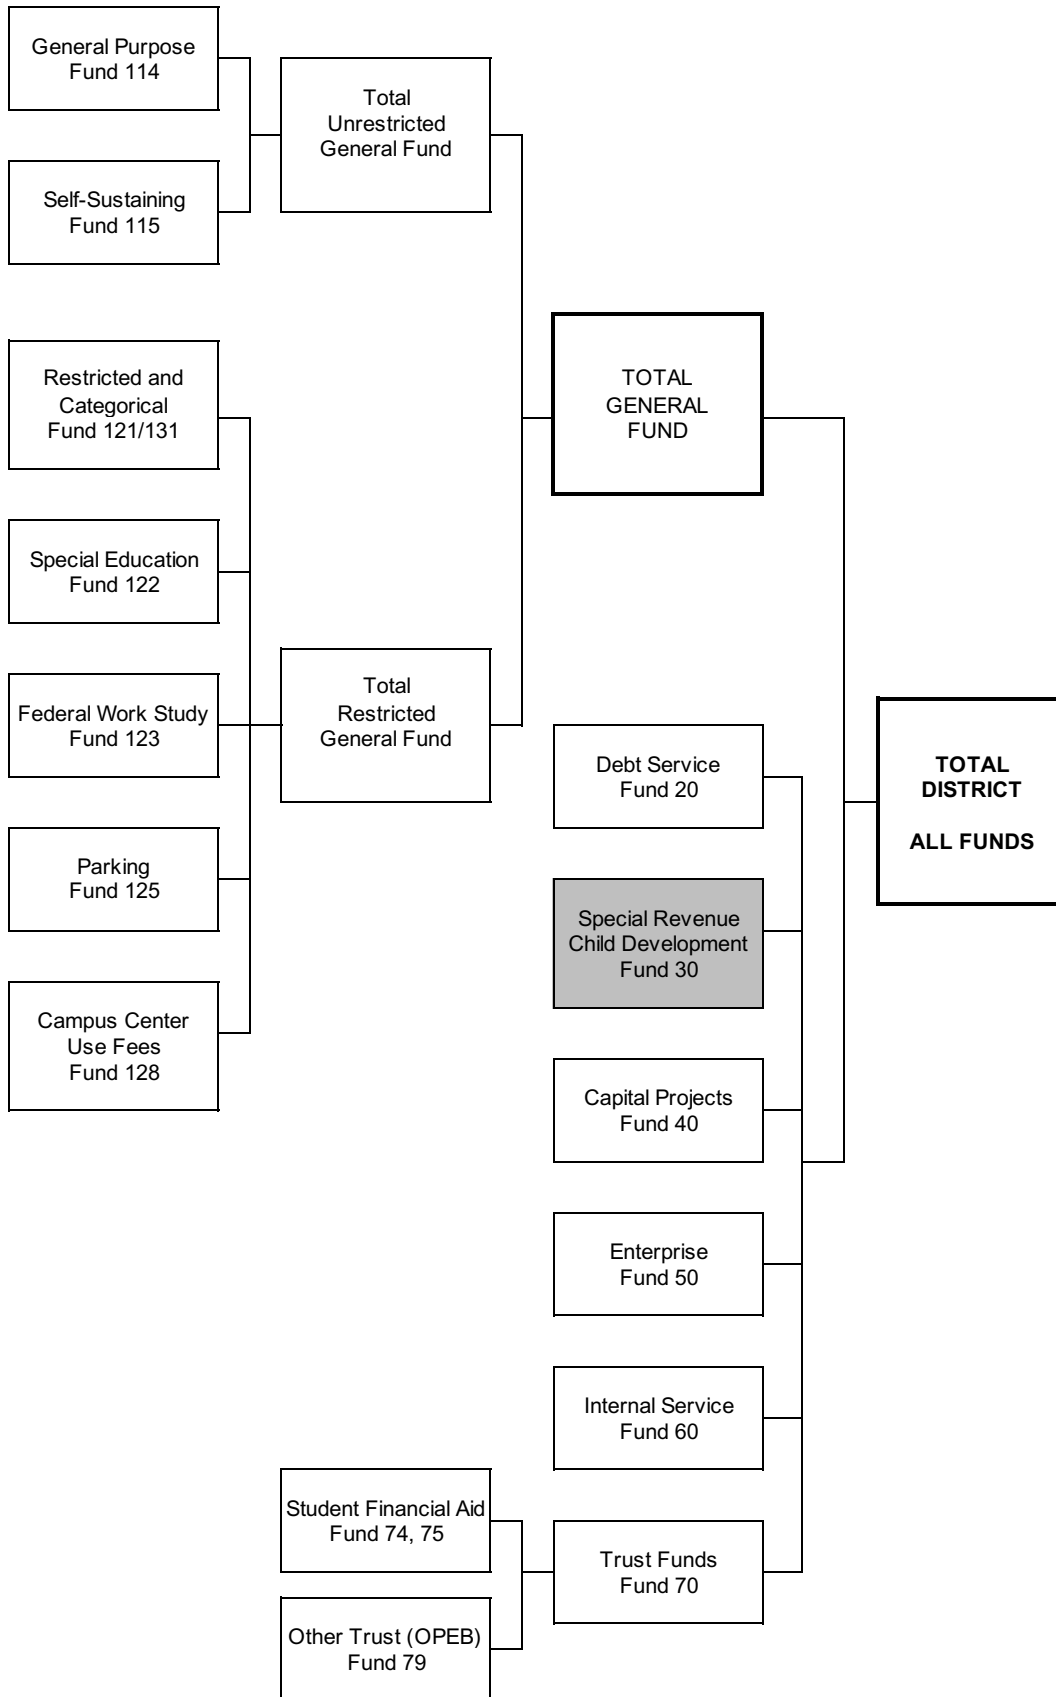 General Purpose
Fund 114
Total
Unrestricted
General Fund
Self-Sustaining
Fund 115
Restricted and
Categorical
Fund 121/131
TOTAL
GENERAL
FUND
Special Education
Fund 122
Federal Work Study
Fund 123
Total
Restricted
General Fund
Debt Service
Fund 20
TOTAL
DISTRICT
ALL FUNDS
Parking
Fund 125
Special Revenue
Child Development
Fund 30
Campus Center
Use Fees
Fund 128
Capital Projects
Fund 40
Enterprise
Fund 50
Internal Service
Fund 60
Student Financial Aid
Fund 74, 75
Trust Funds
Fund 70
Other Trust (OPEB)
Fund 79